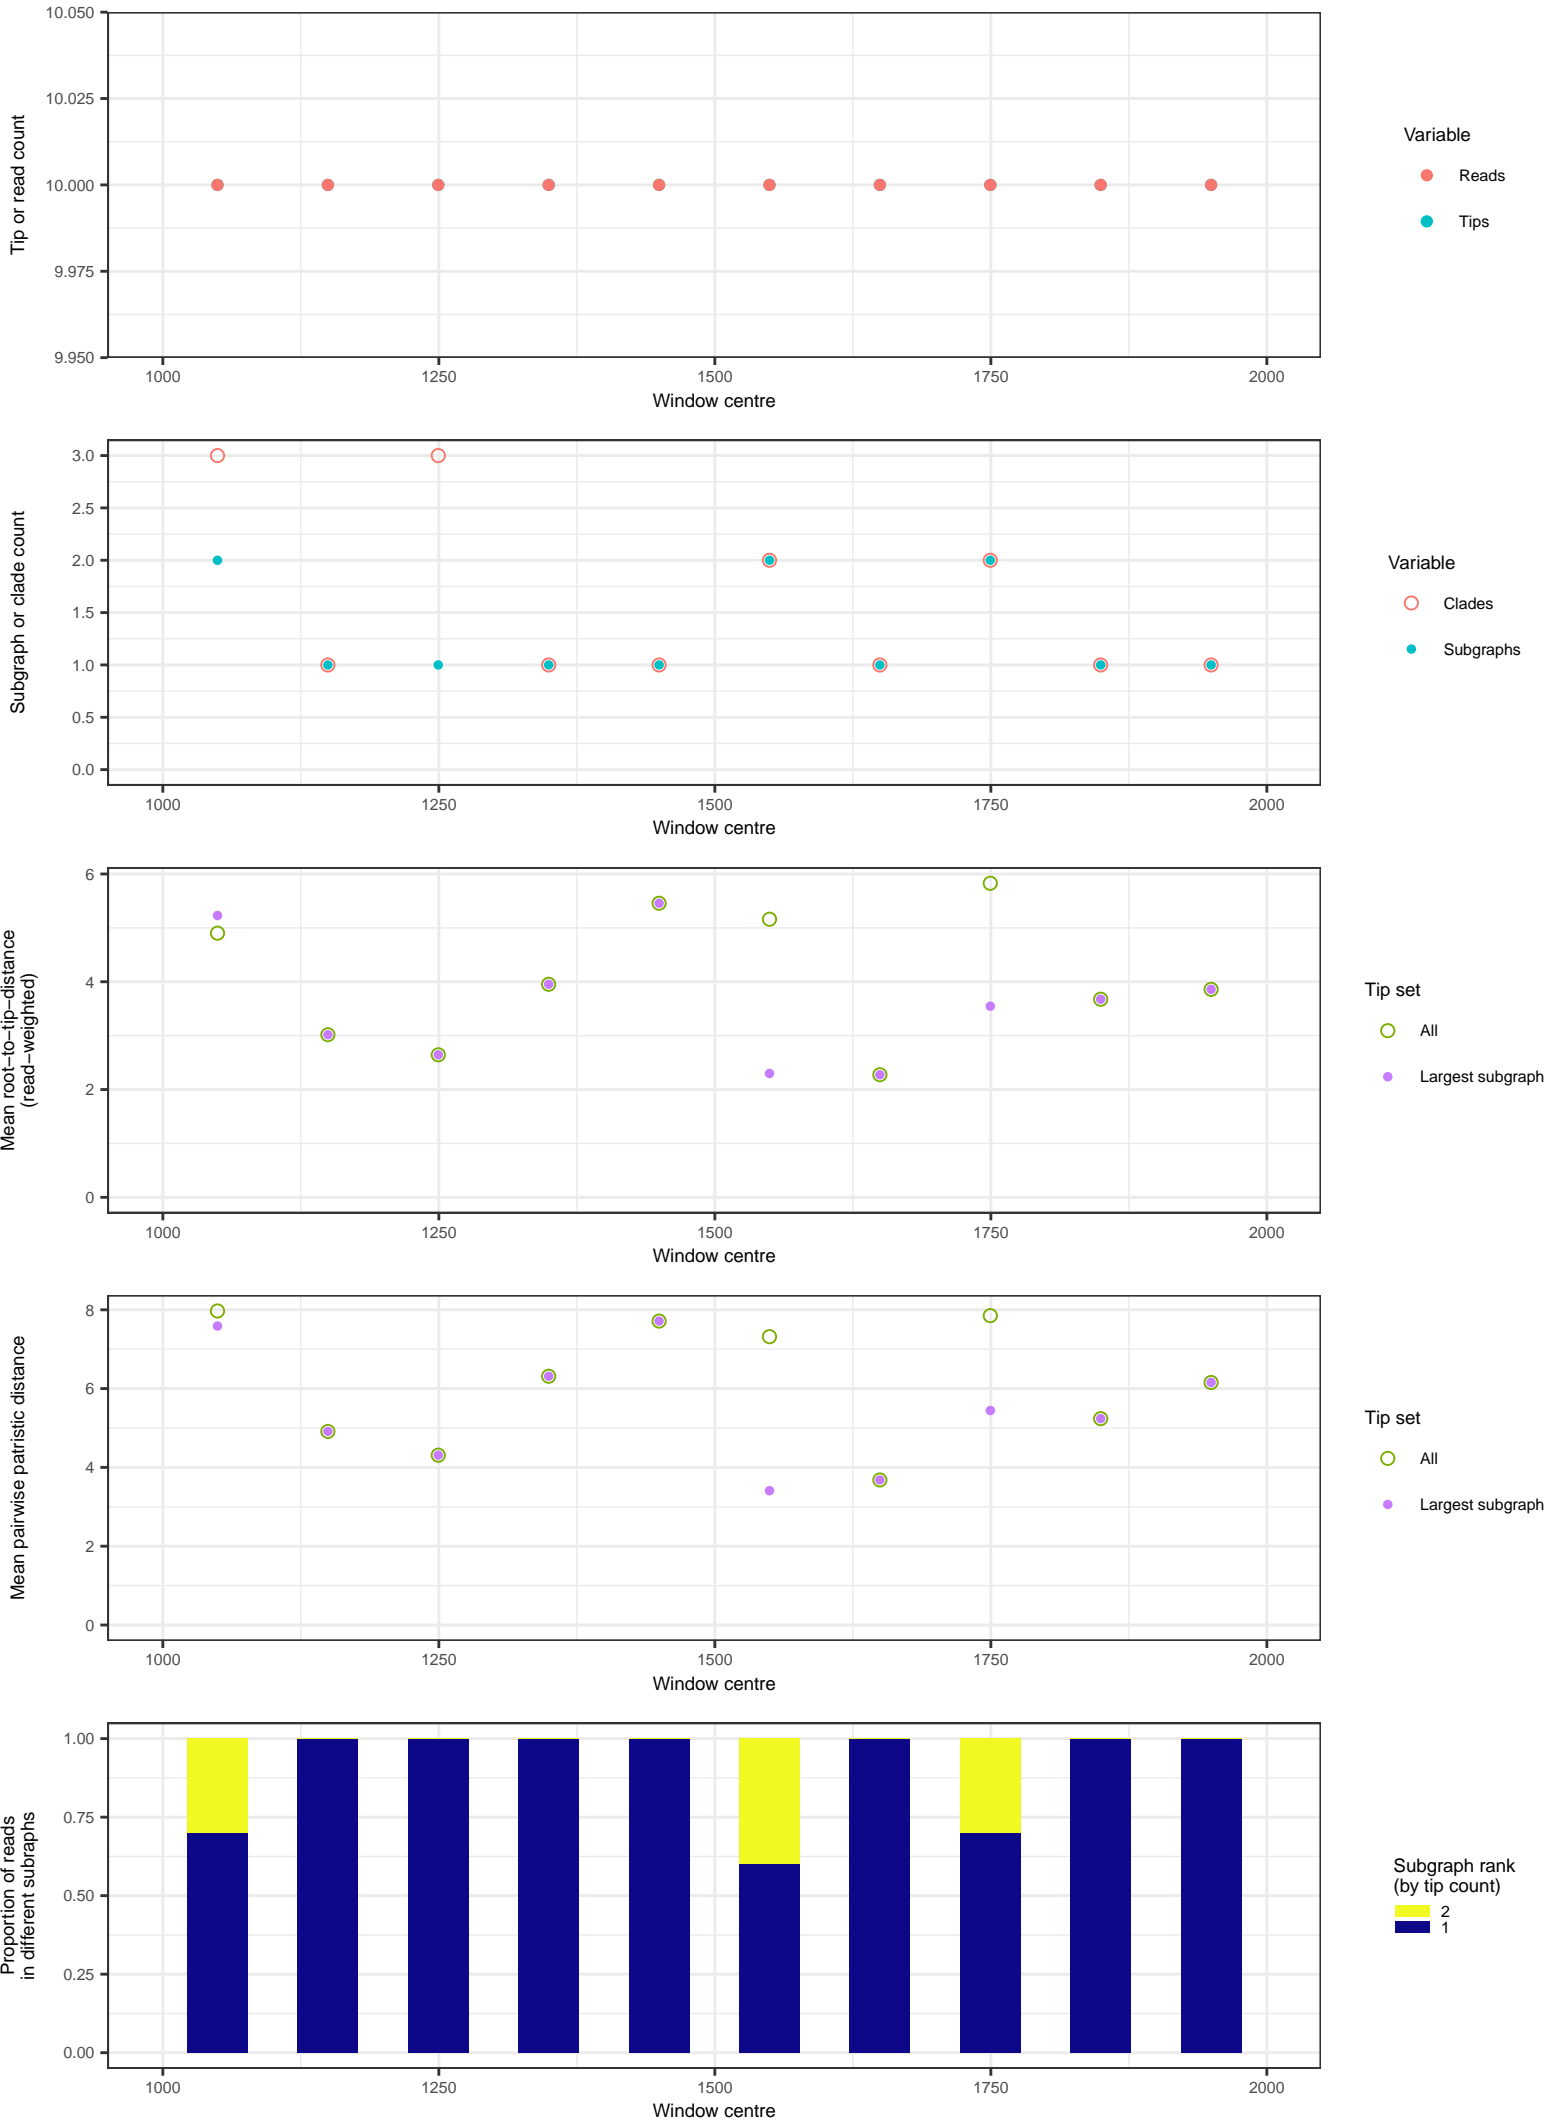 10.050
10.025
10.000
9.975
9.950
Tip or read count
1000 1250 1500 1750 2000
Window centre
Variable
Reads
Tips
3.0
2.5
2.0
1.5
1.0
0.5
0.0
Subgraph or clade count
1000 1250 1500 1750 2000
Window centre
Variable
Clades
Subgraphs
6
4
2
0
Mean root−to−tip−distance
(read−weighted)
1000 1250 1500 1750 2000
Window centre
Tip set
All
Largest subgraph
8
6
4
2
0
Mean pairwise patristic distance
1000 1250 1500 1750 2000
Window centre
Tip set
All
Largest subgraph
1.00
0.75
0.50
0.25
0.00
Proportion of reads
in different subraphs
1000 1250 1500 1750 2000
Window centre
Subgraph rank
(by tip count)
2
1